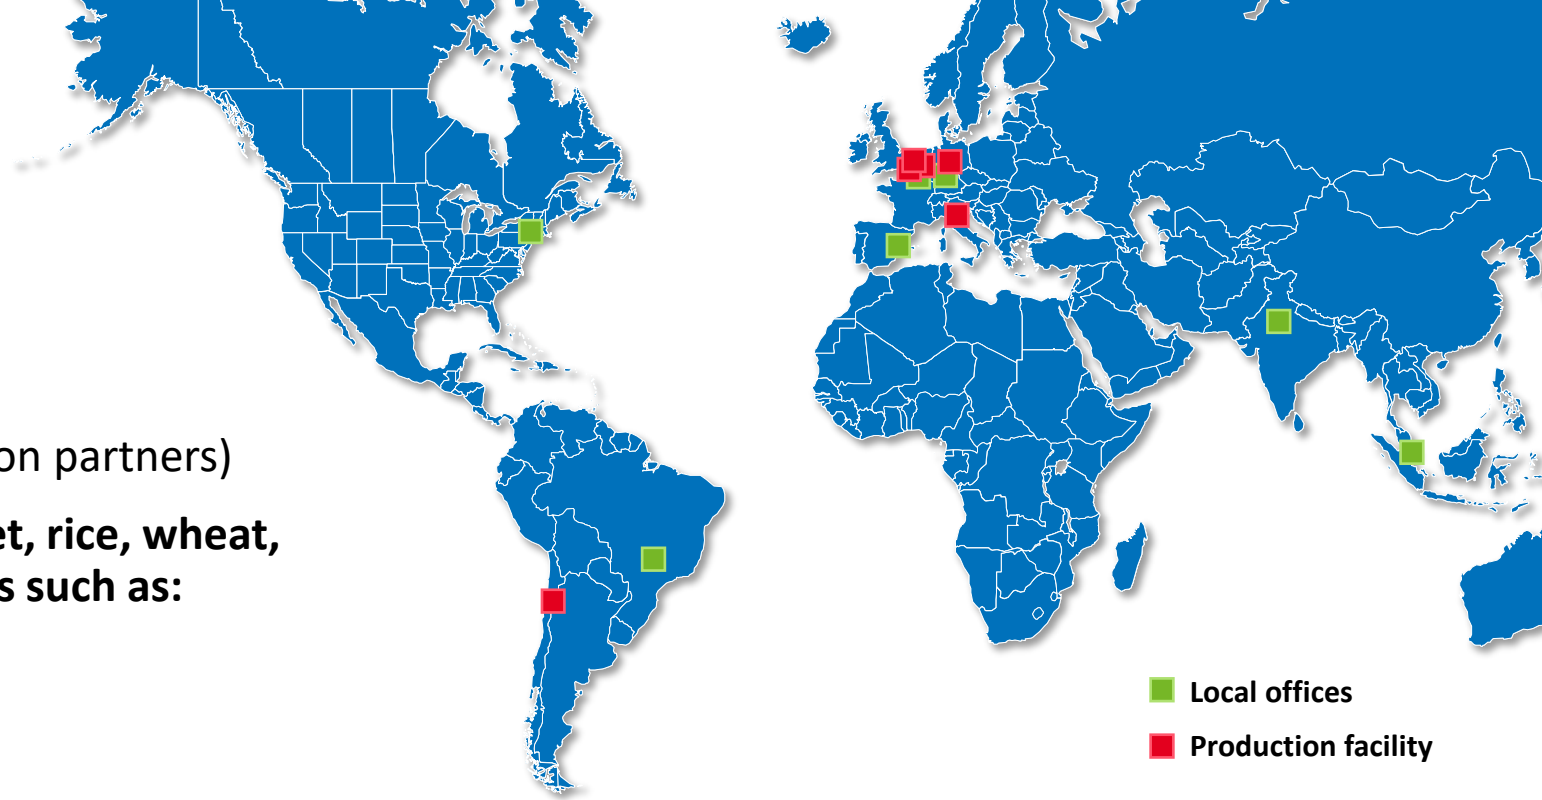 on partners)
et, rice, wheat,
s such as:
Local offices
Production facility